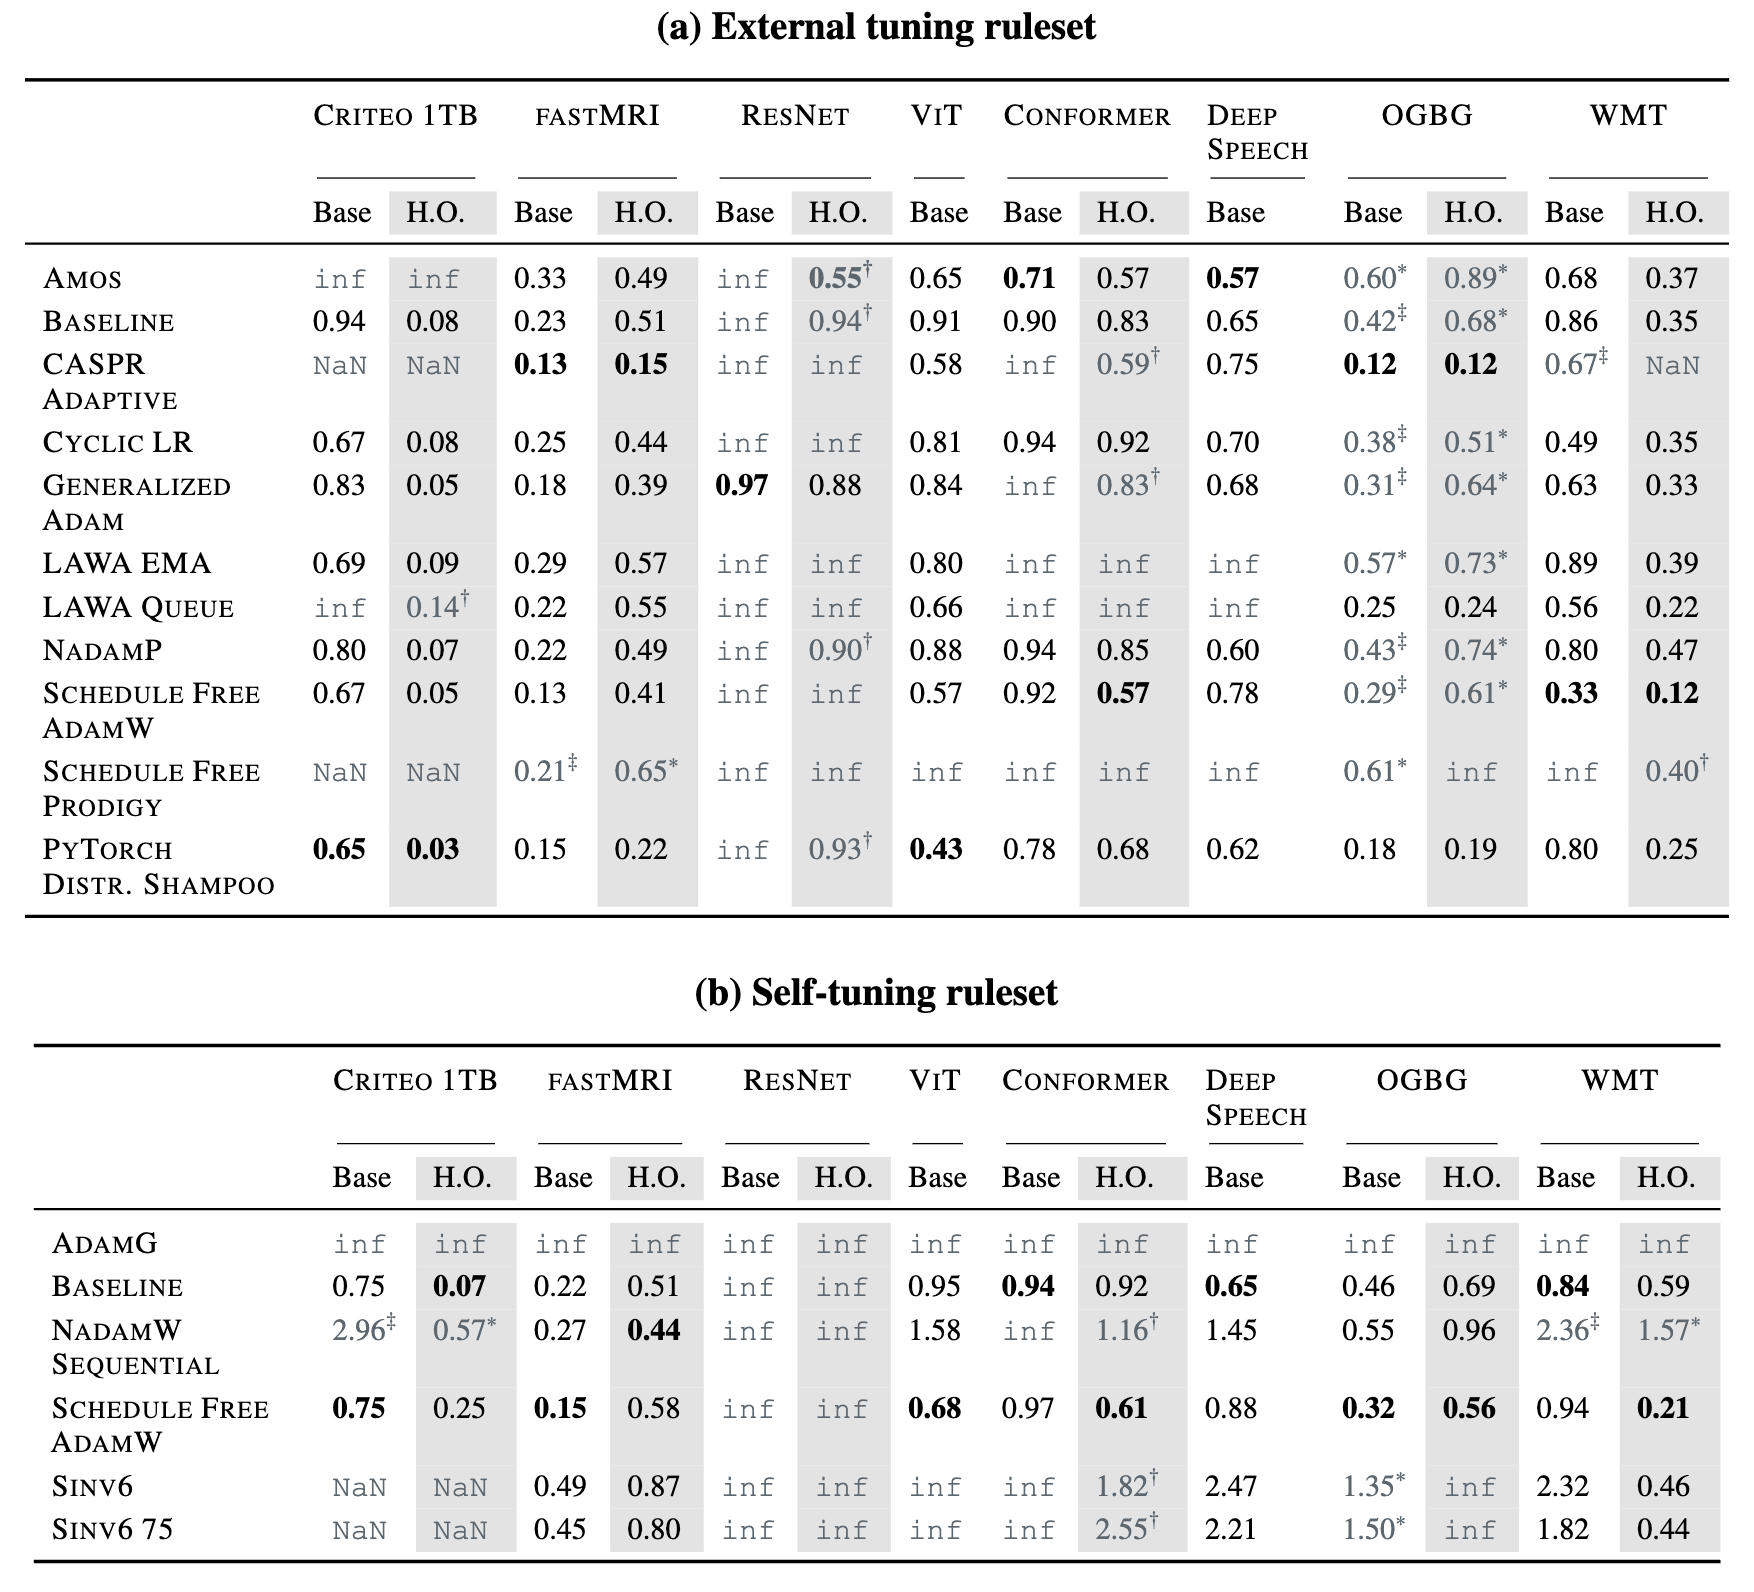 (a) External tuning ruleset
CRITEO 1TB FASTMRI RESNET VIT CONFORMER DEEP OGBG WMT
SPEECH
Base H.O. Base H.O. Base H.O. Base Base H.O. Base Base H.O. Base H.O.
AMOS inf inf 0.33 0.49 inf 0.55† 0.65 0.71 0.57 0.57 0.60* 0.89* 0.68 0.37
BASELINE 0.94 0.08 0.23 0.51 inf 0.94† 0.91 0.90 0.83 0.65 0.42‡ 0.68* 0.86 0.35
CASPR NaN NaN 0.13 0.15 inf inf 0.58 inf 0.59† 0.75 0.12 0.12 0.67‡ NaN
ADAPTIVE
CYCLIC LR 0.67 0.08 0.25 0.44 inf inf 0.81 0.94 0.92 0.70 0.38‡ 0.51* 0.49 0.35
GENERALIZED 0.83 0.05 0.18 0.39 0.97 0.88 0.84 inf 0.83† 0.68 0.31‡ 0.64* 0.63 0.33
ADAM
LAWA EMA 0.69 0.09 0.29 0.57 inf inf 0.80 inf inf inf 0.57* 0.73* 0.89 0.39
LAWA QUEUE inf 0.14† 0.22 0.55 inf inf 0.66 inf inf inf 0.25 0.24 0.56 0.22
NADAMP 0.80 0.07 0.22 0.49 inf 0.90† 0.88 0.94 0.85 0.60 0.43‡ 0.74* 0.80 0.47
SCHEDULE FREE 0.67 0.05 0.13 0.41 inf inf 0.57 0.92 0.57 0.78 0.29‡ 0.61* 0.33 0.12
ADAMW
SCHEDULE FREE NaN NaN 0.21‡ 0.65* inf inf inf inf inf inf 0.61* inf inf 0.40†
PRODIGY
PYTORCH 0.65 0.03 0.15 0.22 inf 0.93† 0.43 0.78 0.68 0.62 0.18 0.19 0.80 0.25
DISTR. SHAMPOO
(b) Self-tuning ruleset
CRITEO 1TB FASTMRI RESNET VIT CONFORMER DEEP OGBG WMT
SPEECH
Base H.O. Base H.O. Base H.O. Base Base H.O. Base Base H.O. Base H.O.
ADAMG inf inf inf inf inf inf inf inf inf inf inf inf inf inf
BASELINE 0.75 0.07 0.22 0.51 inf inf 0.95 0.94 0.92 0.65 0.46 0.69 0.84 0.59
NADAMW 2.96‡ 0.57* 0.27 0.44 inf inf 1.58 inf 1.16† 1.45 0.55 0.96 2.36‡ 1.57*
SEQUENTIAL
SCHEDULE FREE 0.75 0.25 0.15 0.58 inf inf 0.68 0.97 0.61 0.88 0.32 0.56 0.94 0.21
ADAMW
SINV6 NaN NaN 0.49 0.87 inf inf inf inf 1.82† 2.47 1.35* inf 2.32 0.46
SINV6 75 NaN NaN 0.45 0.80 inf inf inf inf 2.55† 2.21 1.50* inf 1.82 0.44